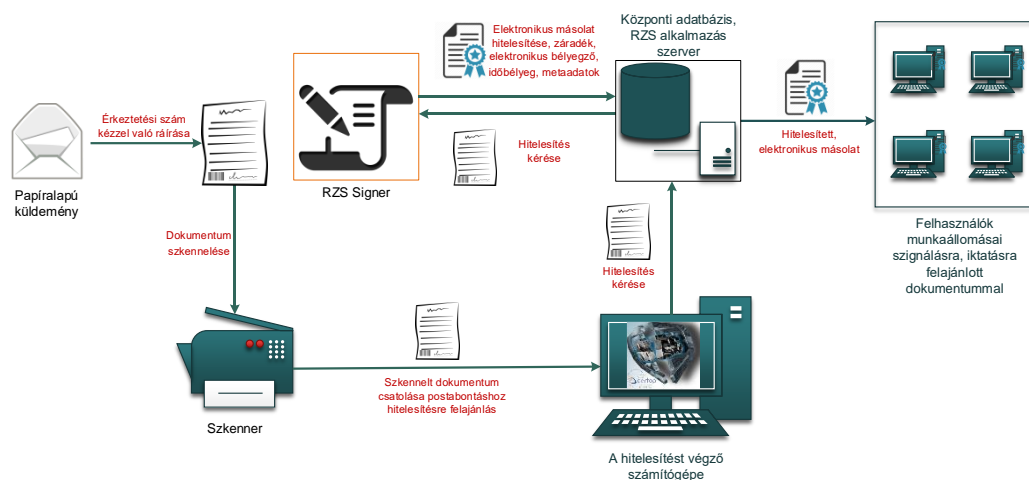 Elektronikus másolat
hitelesítése, záradék,
elektronikus bélyegző,
időbélyeg, metaadatok
Központi adatbázis,
RZS alkalmazás
szerver
Érkeztetési szám
kézzel való ráírása
Hitelesítés
kérése
Hitelesített,
elektronikus másolat
Papíralapú
küldemény
RZS Signer
Dokumentum
szkennelése
Hitelesítés
kérése
Felhasználók
munkaállomásai
szignálásra, iktatásra
felajánlott
dokumentummal
Szkennelt dokumentum
csatolása postabontáshoz
hitelesítésre felajánlás
certop
Szkenner
A hitelesítést végző
számítógépe